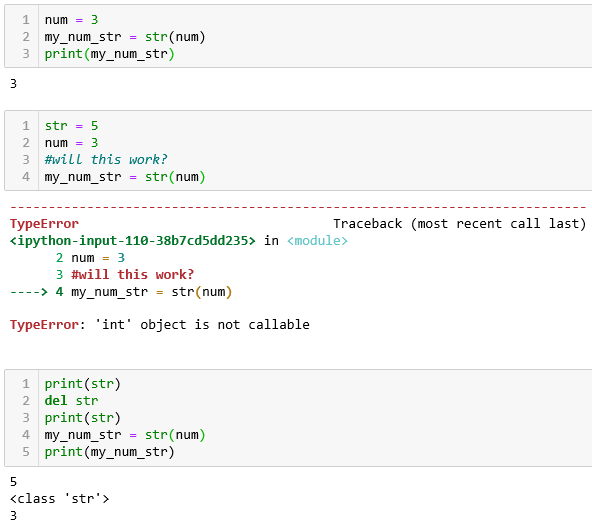 1 num = 3
2 my_num_str = str(num)
3 print(my_num_str)
3
1 str = 5
2 num = 3
3 #will this work?
4 my_num_str = str(num)
---------------------------------------------------------------------------
TypeError                                 Traceback (most recent call last)
<ipython-input-110-38b7cd5dd235> in <module>
      2 num = 3
      3 #will this work?
----> 4 my_num_str = str(num)
TypeError: 'int' object is not callable
1 print(str)
2 del str
3 print(str)
4 my_num_str = str(num)
5 print(my_num_str)
5
<class 'str'>
3